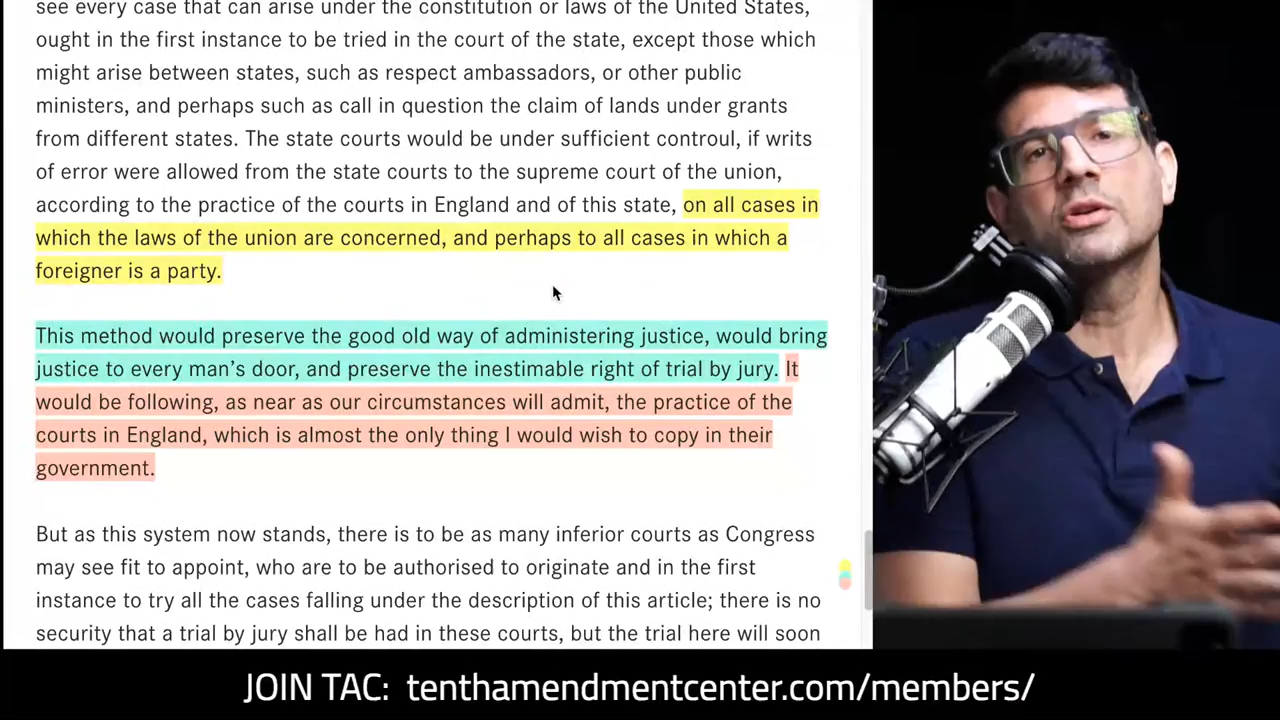 see every case that can arise under the constitution or laws of the United States,
ought in the first instance to be tried in the court of the state, except those which
might arise between states, such as respect ambassadors, or other public
ministers, and perhaps such as call in question the claim of lands under grants
from different states. The state courts would be under sufficient controul, if writs
of error were allowed from the state courts to the supreme court of the union,
according to the practice of the courts in England and of this state, on all cases in
which the laws of the union are concerned, and perhaps to all cases in which a
foreigner is a party.
This method would preserve the good old way of administering justice, would bring
justice to every man’s door, and preserve the inestimable right of trial by jury. It
would be following, as near as our circumstances will admit, the practice of the
courts in England, which is almost the only thing I would wish to copy in their
government.
But as this system now stands, there is to be as many inferior courts as Congress
may see fit to appoint, who are to be authorised to originate and in the first
instance to try all the cases falling under the description of this article; there is no
security that a trial by jury shall be had in these courts, but the trial here will soon
JOIN TAC: tenthamendmentcenter.com/members/